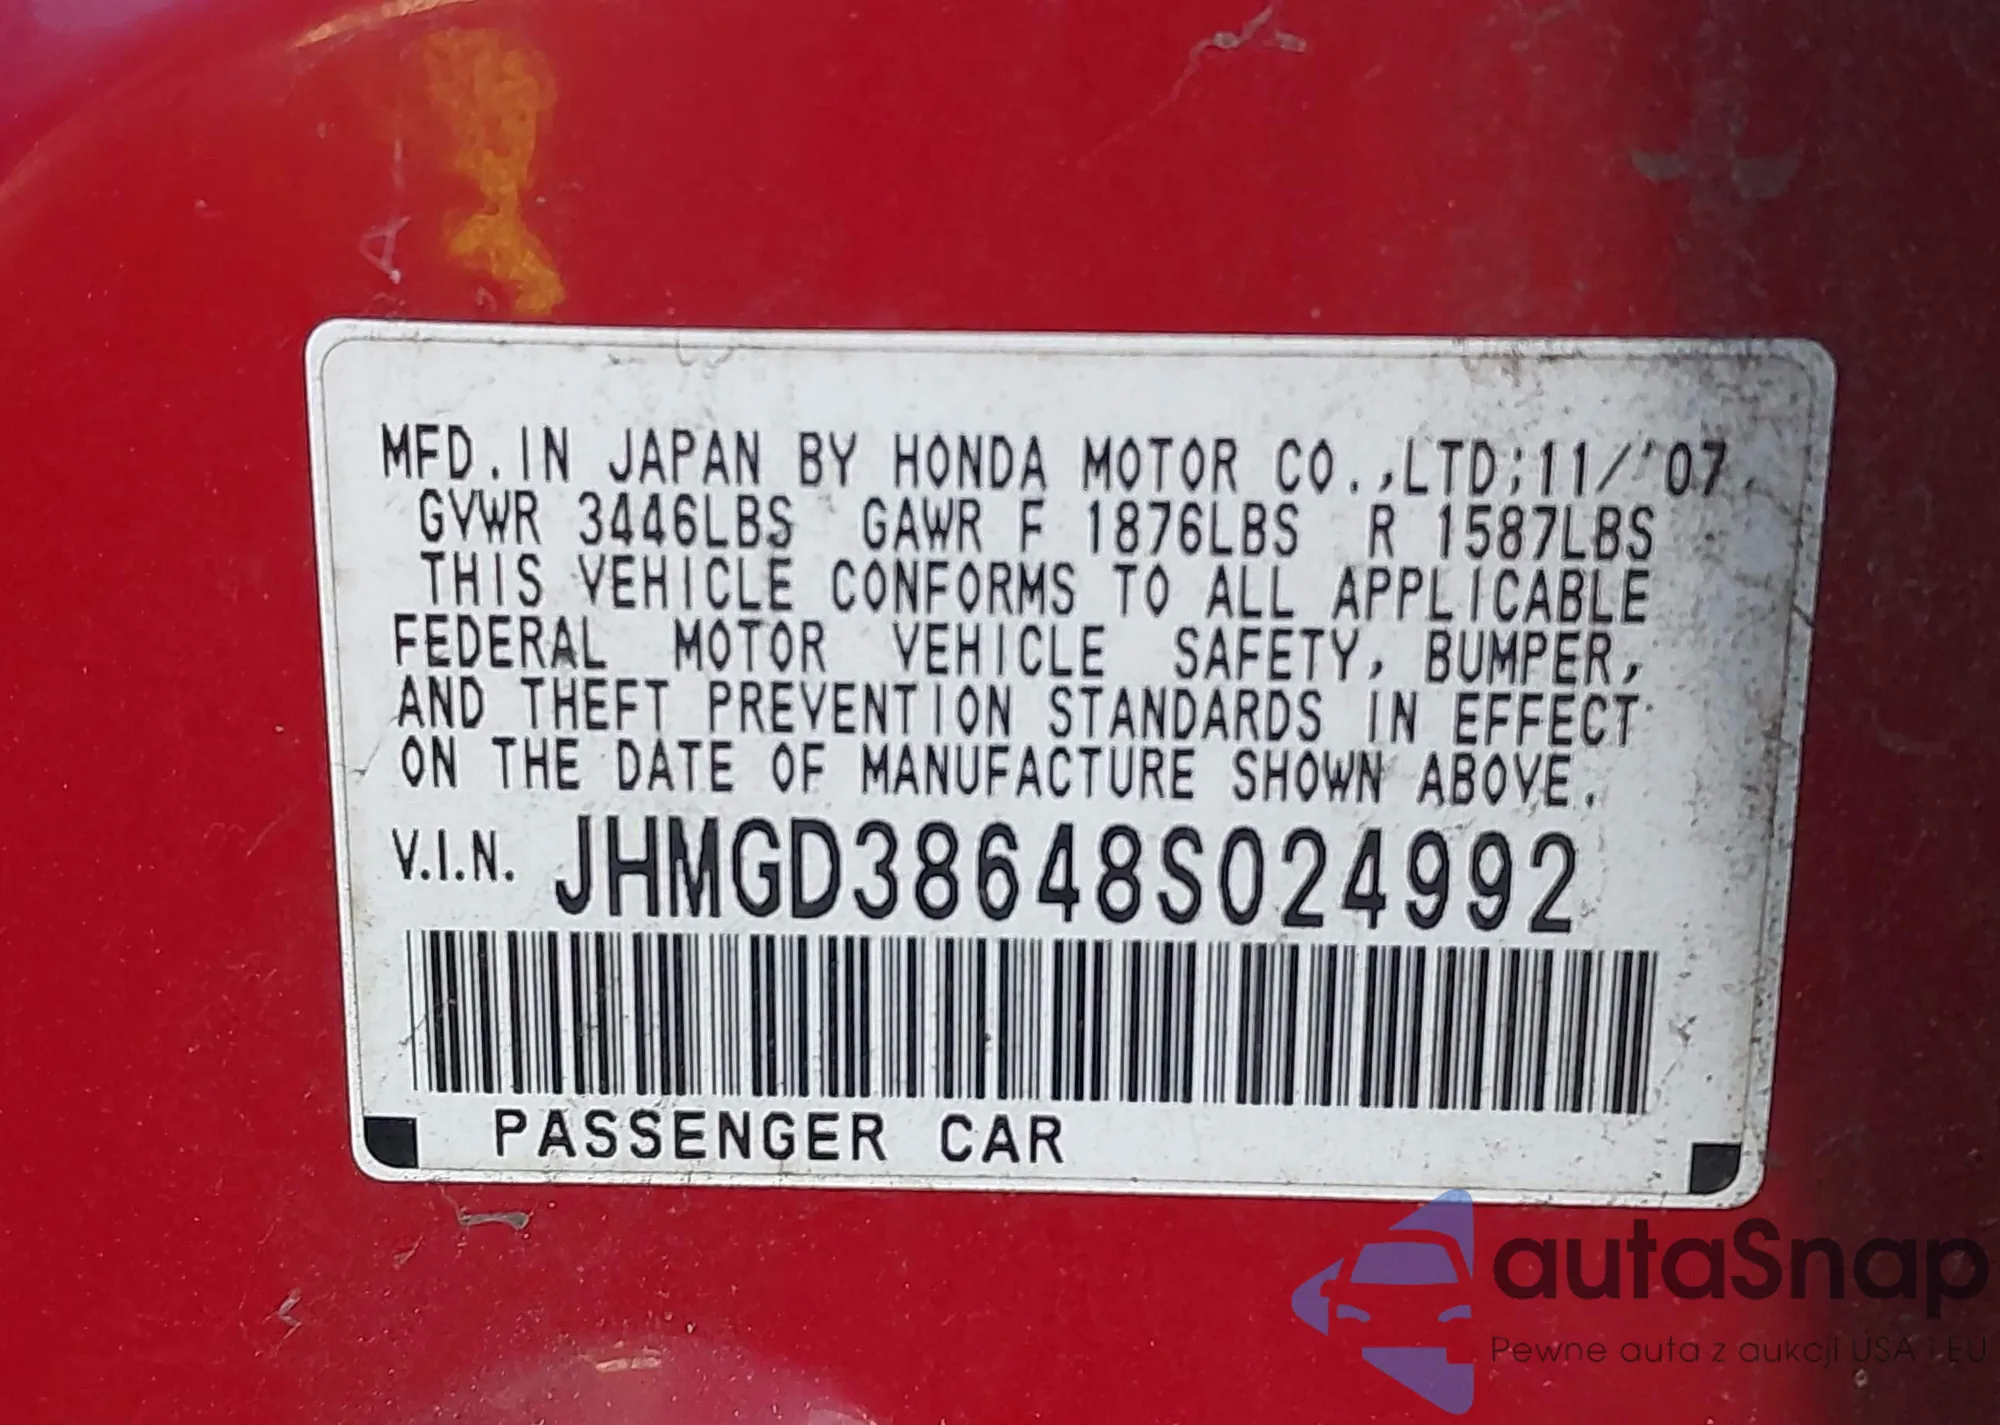 MFD.IN JAPAN BY HONDA MOTOR CO.,LTD;11/'07
GVWR 3446LBS GAWR F 1876LBS R 1587LBS
THIS VEHICLE CONFORMS TO ALL APPLICABLE
FEDERAL MOTOR VEHICLE SAFETY, BUMPER,
AND THEFT PREVENTION STANDARDS IN EFFECT
ON THE DATE OF MANUFACTURE SHOWN ABOVE.
V.I.N. JHMGD38648S024992
PASSENGER CAR
autaSnap
Pewne auta z aukcji USA i EU